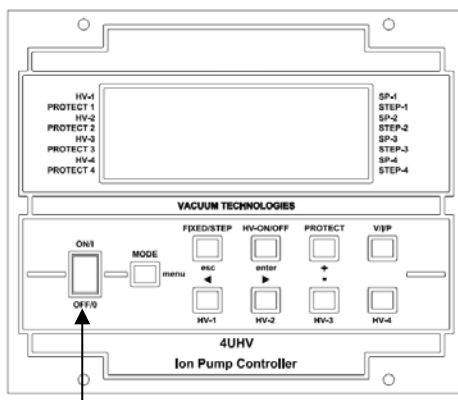 HV-1
PROTECT 1
HV-2
PROTECT 2
HV-3
PROTECT 3
HV-4
PROTECT 4
SP-1
STEP-1
SP-2
STEP-2
SP-3
STEP-3
SP-4
STEP-4
VACUUM TECHNOLOGIES
FIXED/STEP HV-ON/OFF PROTECT V/I/P
ON/I
MODE
menu
esc enter +
◄ ► -
OFF/0
HV-1 HV-2 HV-3 HV-4
4UHV
Ion Pump Controller